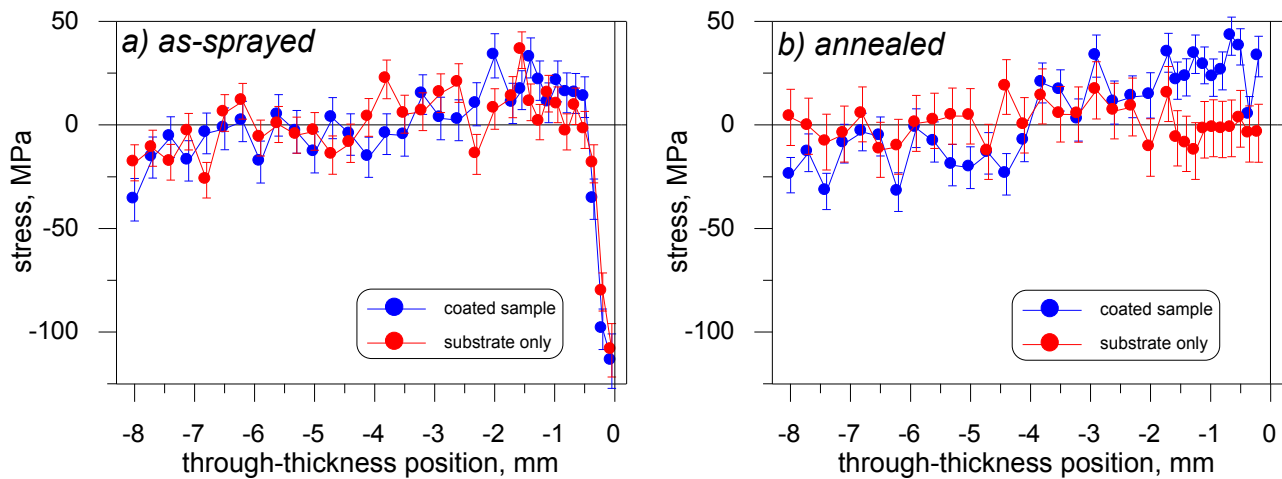 a) as-sprayed
50
0
-50
-100
stress, MPa
coated sample
substrate only
-8 -7 -6 -5 -4 -3 -2 -1 0
through-thickness position, mm
b) annealed
50
0
-50
-100
stress, MPa
coated sample
substrate only
-8 -7 -6 -5 -4 -3 -2 -1 0
through-thickness position, mm